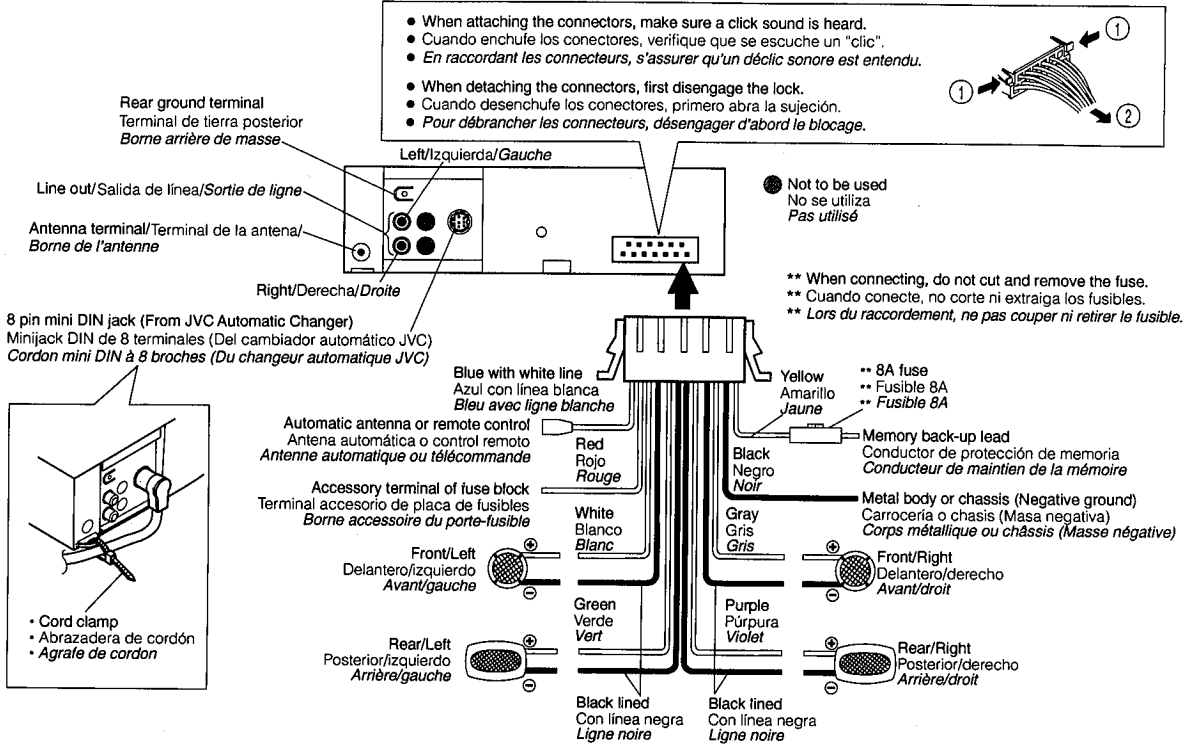 ● When attaching the connectors, make sure a click sound is heard.
● Cuando enchufe los conectores, verifique que se escuche un "clic".
● En raccordant les connecteurs, s'assurer qu'un déclic sonore est entendu.
● When detaching the connectors, first disengage the lock.
● Cuando desenchufe los conectores, primero abra la sujeción.
● Pour débrancher les connecteurs, désengager d'abord le blocage.
1
1
2
Rear ground terminal
Terminal de tierra posterior
Borne arrière de masse
Left/Izquierda/Gauche
Line out/Salida de línea/Sortie de ligne
Antenna terminal/Terminal de la antena/
Borne de l'antenne
Right/Derecha/Droite
Not to be used
No se utiliza
Pas utilisé
** When connecting, do not cut and remove the fuse.
** Cuando conecte, no corte ni extraiga los fusibles.
** Lors du raccordement, ne pas couper ni retirer le fusible.
8 pin mini DIN jack (From JVC Automatic Changer)
Minijack DIN de 8 terminales (Del cambiador automático JVC)
Cordon mini DIN à 8 broches (Du changeur automatique JVC)
• Cord clamp
• Abrazadera de cordón
• Agrafe de cordon
Blue with white line
Azul con línea blanca
Bleu avec ligne blanche
Automatic antenna or remote control
Antena automática o control remoto
Antenne automatique ou télécommande
Red
Rojo
Rouge
Accessory terminal of fuse block
Terminal accesorio de placa de fusibles
Borne accessoire du porte-fusible
White
Blanco
Blanc
Front/Left
Delantero/izquierdo
Avant/gauche
⊕
⊖
Green
Verde
Vert
Rear/Left
Posterior/izquierdo
Arrière/gauche
⊕
⊖
Black lined
Con línea negra
Ligne noire
Yellow
Amarillo
Jaune
** 8A fuse
** Fusible 8A
** Fusible 8A
Memory back-up lead
Conductor de protección de memoria
Conducteur de maintien de la mémoire
Black
Negro
Noir
Metal body or chassis (Negative ground)
Carrocería o chasis (Masa negativa)
Corps métallique ou châssis (Masse négative)
Gray
Gris
Gris
⊕
⊖
Front/Right
Delantero/derecho
Avant/droit
Purple
Púrpura
Violet
⊕
⊖
Rear/Right
Posterior/derecho
Arrière/droit
Black lined
Con línea negra
Ligne noire